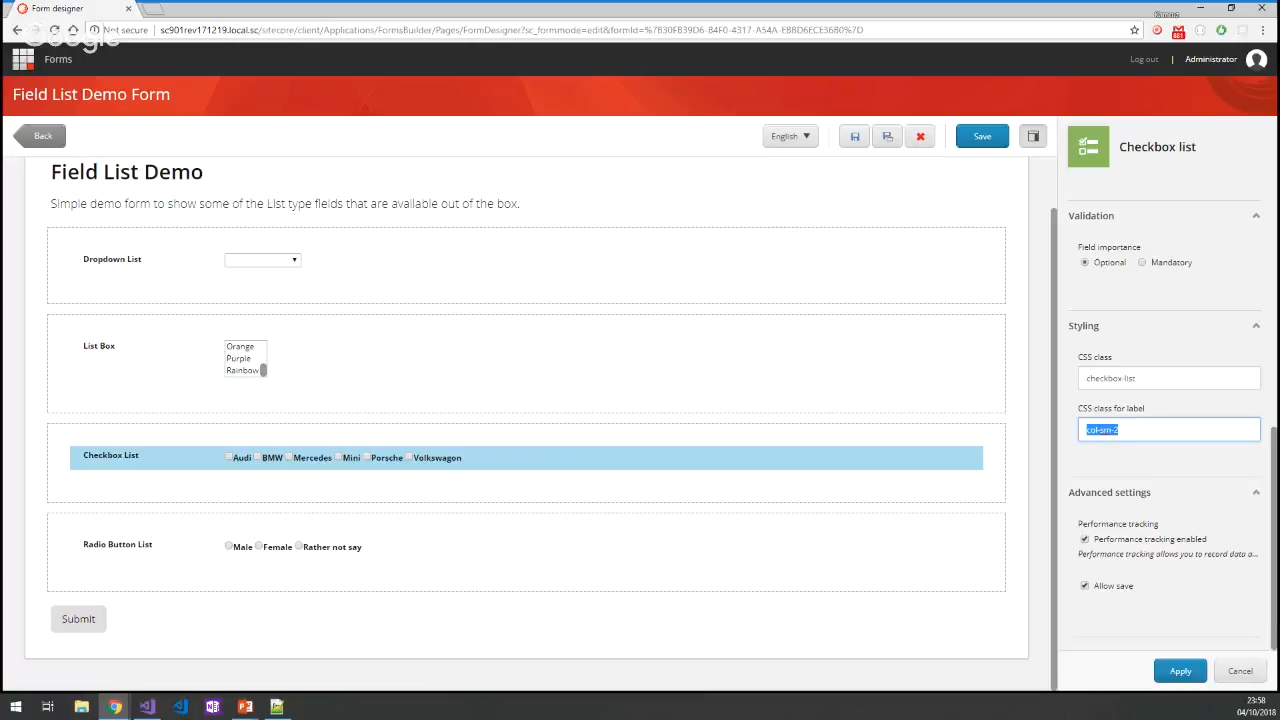 Form designer
Kamruz
Not secure
sc901rev171219.local.sc/sitecore/client/Applications/FormsBuilder/Pages/FormDesigner?sc_formmode=edit&formId=%7B30FB39D6-B4F0-4317-A54A-EBBD6ECE36B0%7D
Google
881
Forms
Log out | Administrator
Field List Demo Form
Back
English
Save
Checkbox list
Field List Demo
Simple demo form to show some of the List type fields that are available out of the box.
Dropdown List
List Box
Orange
Purple
Rainbow
Checkbox List
Audi BMW Mercedes Mini Porsche Volkswagon
Radio Button List
Male Female Rather not say
Submit
Validation
Field importance
Optional Mandatory
Styling
CSS class
checkbox-list
CSS class for label
col-sm-2
Advanced settings
Performance tracking
Performance tracking enabled
Performance tracking allows you to record data a...
Allow save
Apply Cancel
23:58
04/10/2018